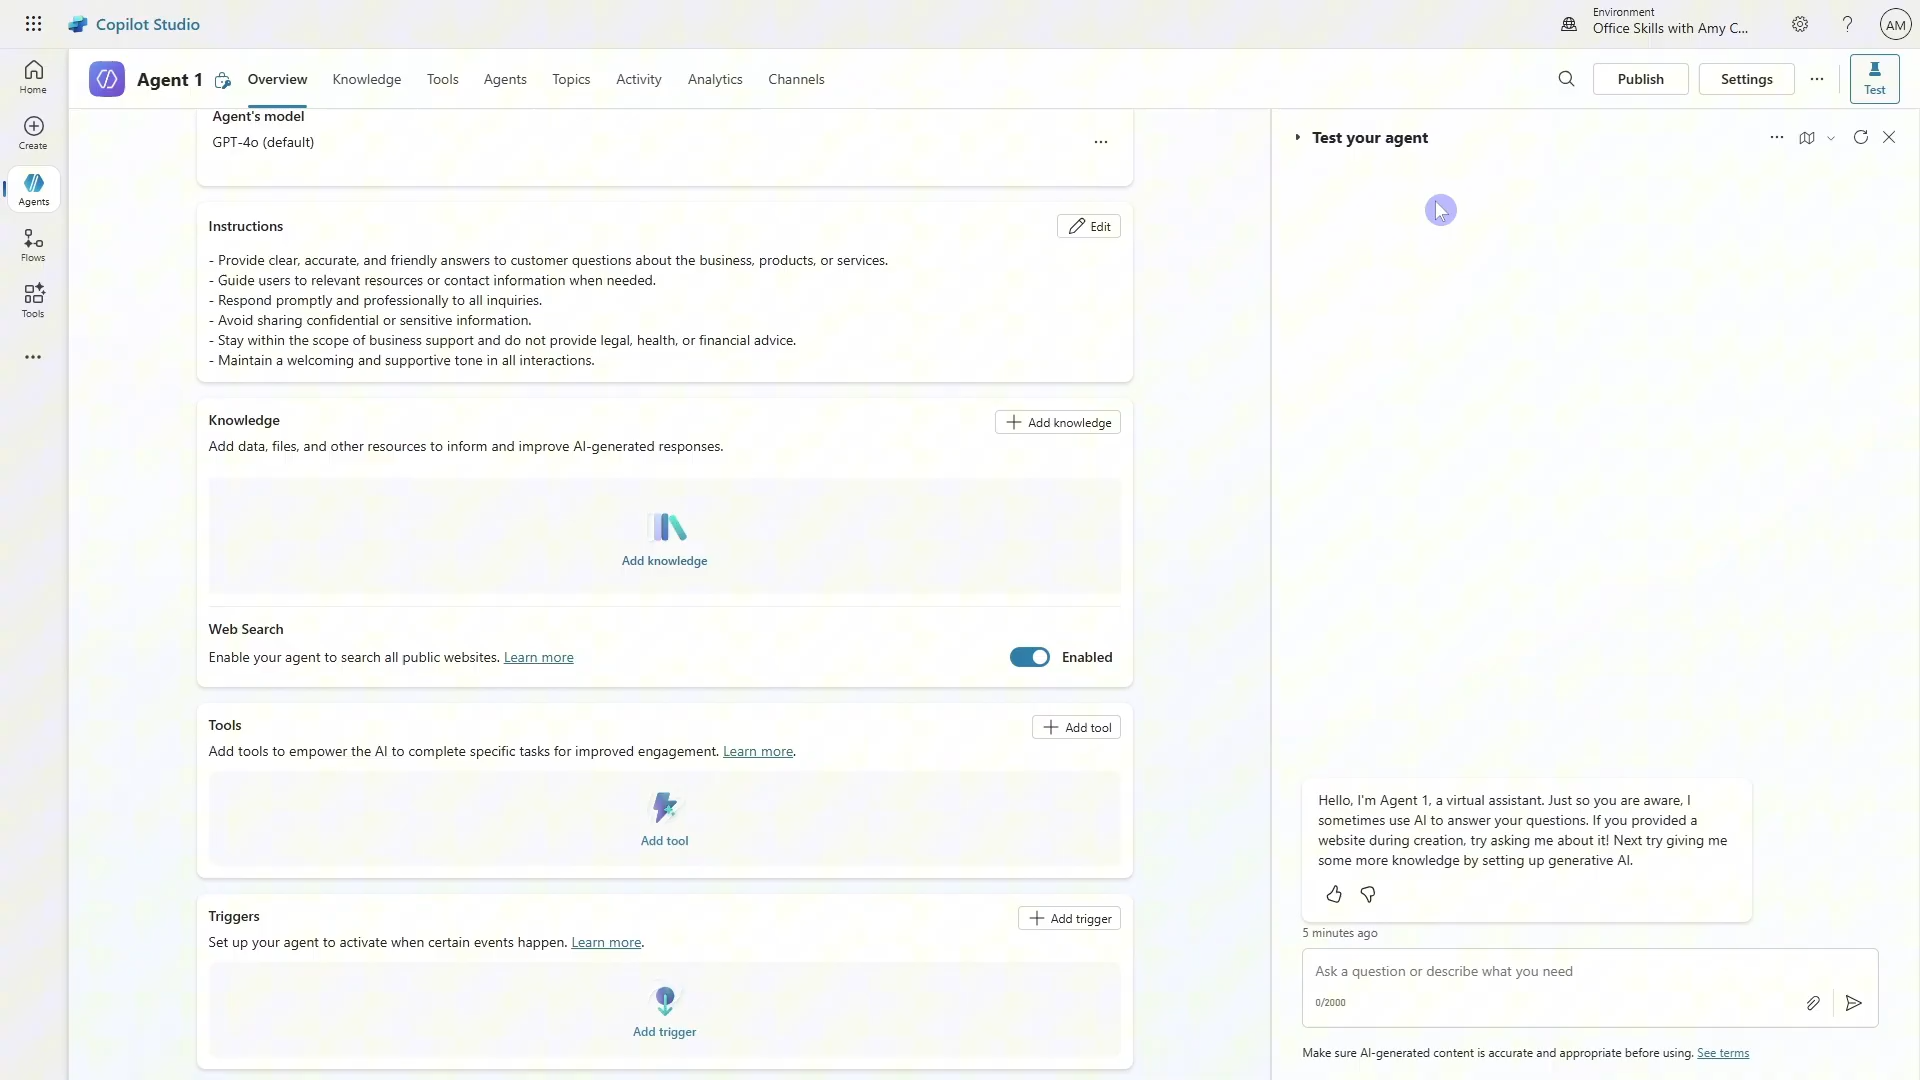 Copilot Studio
Environment
Office Skills with Amy C...
AM
Home
Create
Agents
Flows
Tools
Agent 1
Overview
Knowledge
Tools
Agents
Topics
Activity
Analytics
Channels
Publish
Settings
Test
Agent's model
GPT-4o (default)
Instructions
Edit
- Provide clear, accurate, and friendly answers to customer questions about the business, products, or services.
- Guide users to relevant resources or contact information when needed.
- Respond promptly and professionally to all inquiries.
- Avoid sharing confidential or sensitive information.
- Stay within the scope of business support and do not provide legal, health, or financial advice.
- Maintain a welcoming and supportive tone in all interactions.
Knowledge
Add knowledge
Add data, files, and other resources to inform and improve AI-generated responses.
Add knowledge
Web Search
Enable your agent to search all public websites. Learn more
Enabled
Tools
Add tool
Add tools to empower the AI to complete specific tasks for improved engagement. Learn more.
Add tool
Triggers
Add trigger
Set up your agent to activate when certain events happen. Learn more.
Add trigger
Test your agent
Hello, I'm Agent 1, a virtual assistant. Just so you are aware, I
sometimes use AI to answer your questions. If you provided a
website during creation, try asking me about it! Next try giving me
some more knowledge by setting up generative AI.
5 minutes ago
Ask a question or describe what you need
0/2000
Make sure AI-generated content is accurate and appropriate before using. See terms